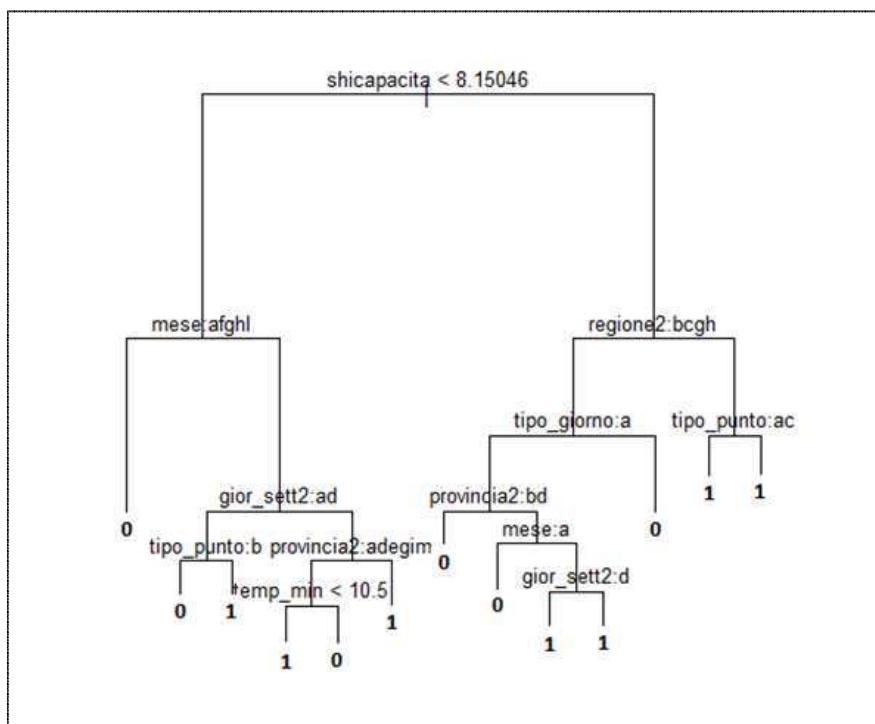 shicapacita < 8.15046
mese:afghl
regione2:bcgh
tipo_giorno:a
tipo_punto:ac
1
1
gior_sett2:ad
provincia2:bd
0
0
mese:a
tipo_punto:b
provincia2:adegim
0
gior_sett2:d
temp_min < 10.5
0
0
1
1
1
1
1
0